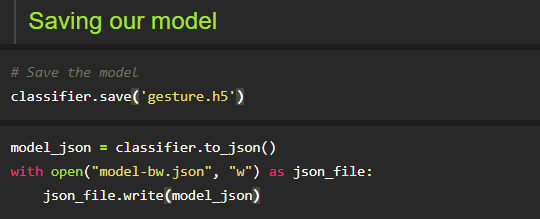 Saving our model
# Save the model
classifier.save('gesture.h5')
model_json = classifier.to_json()
with open("model-bw.json", "w") as json_file:
    json_file.write(model_json)